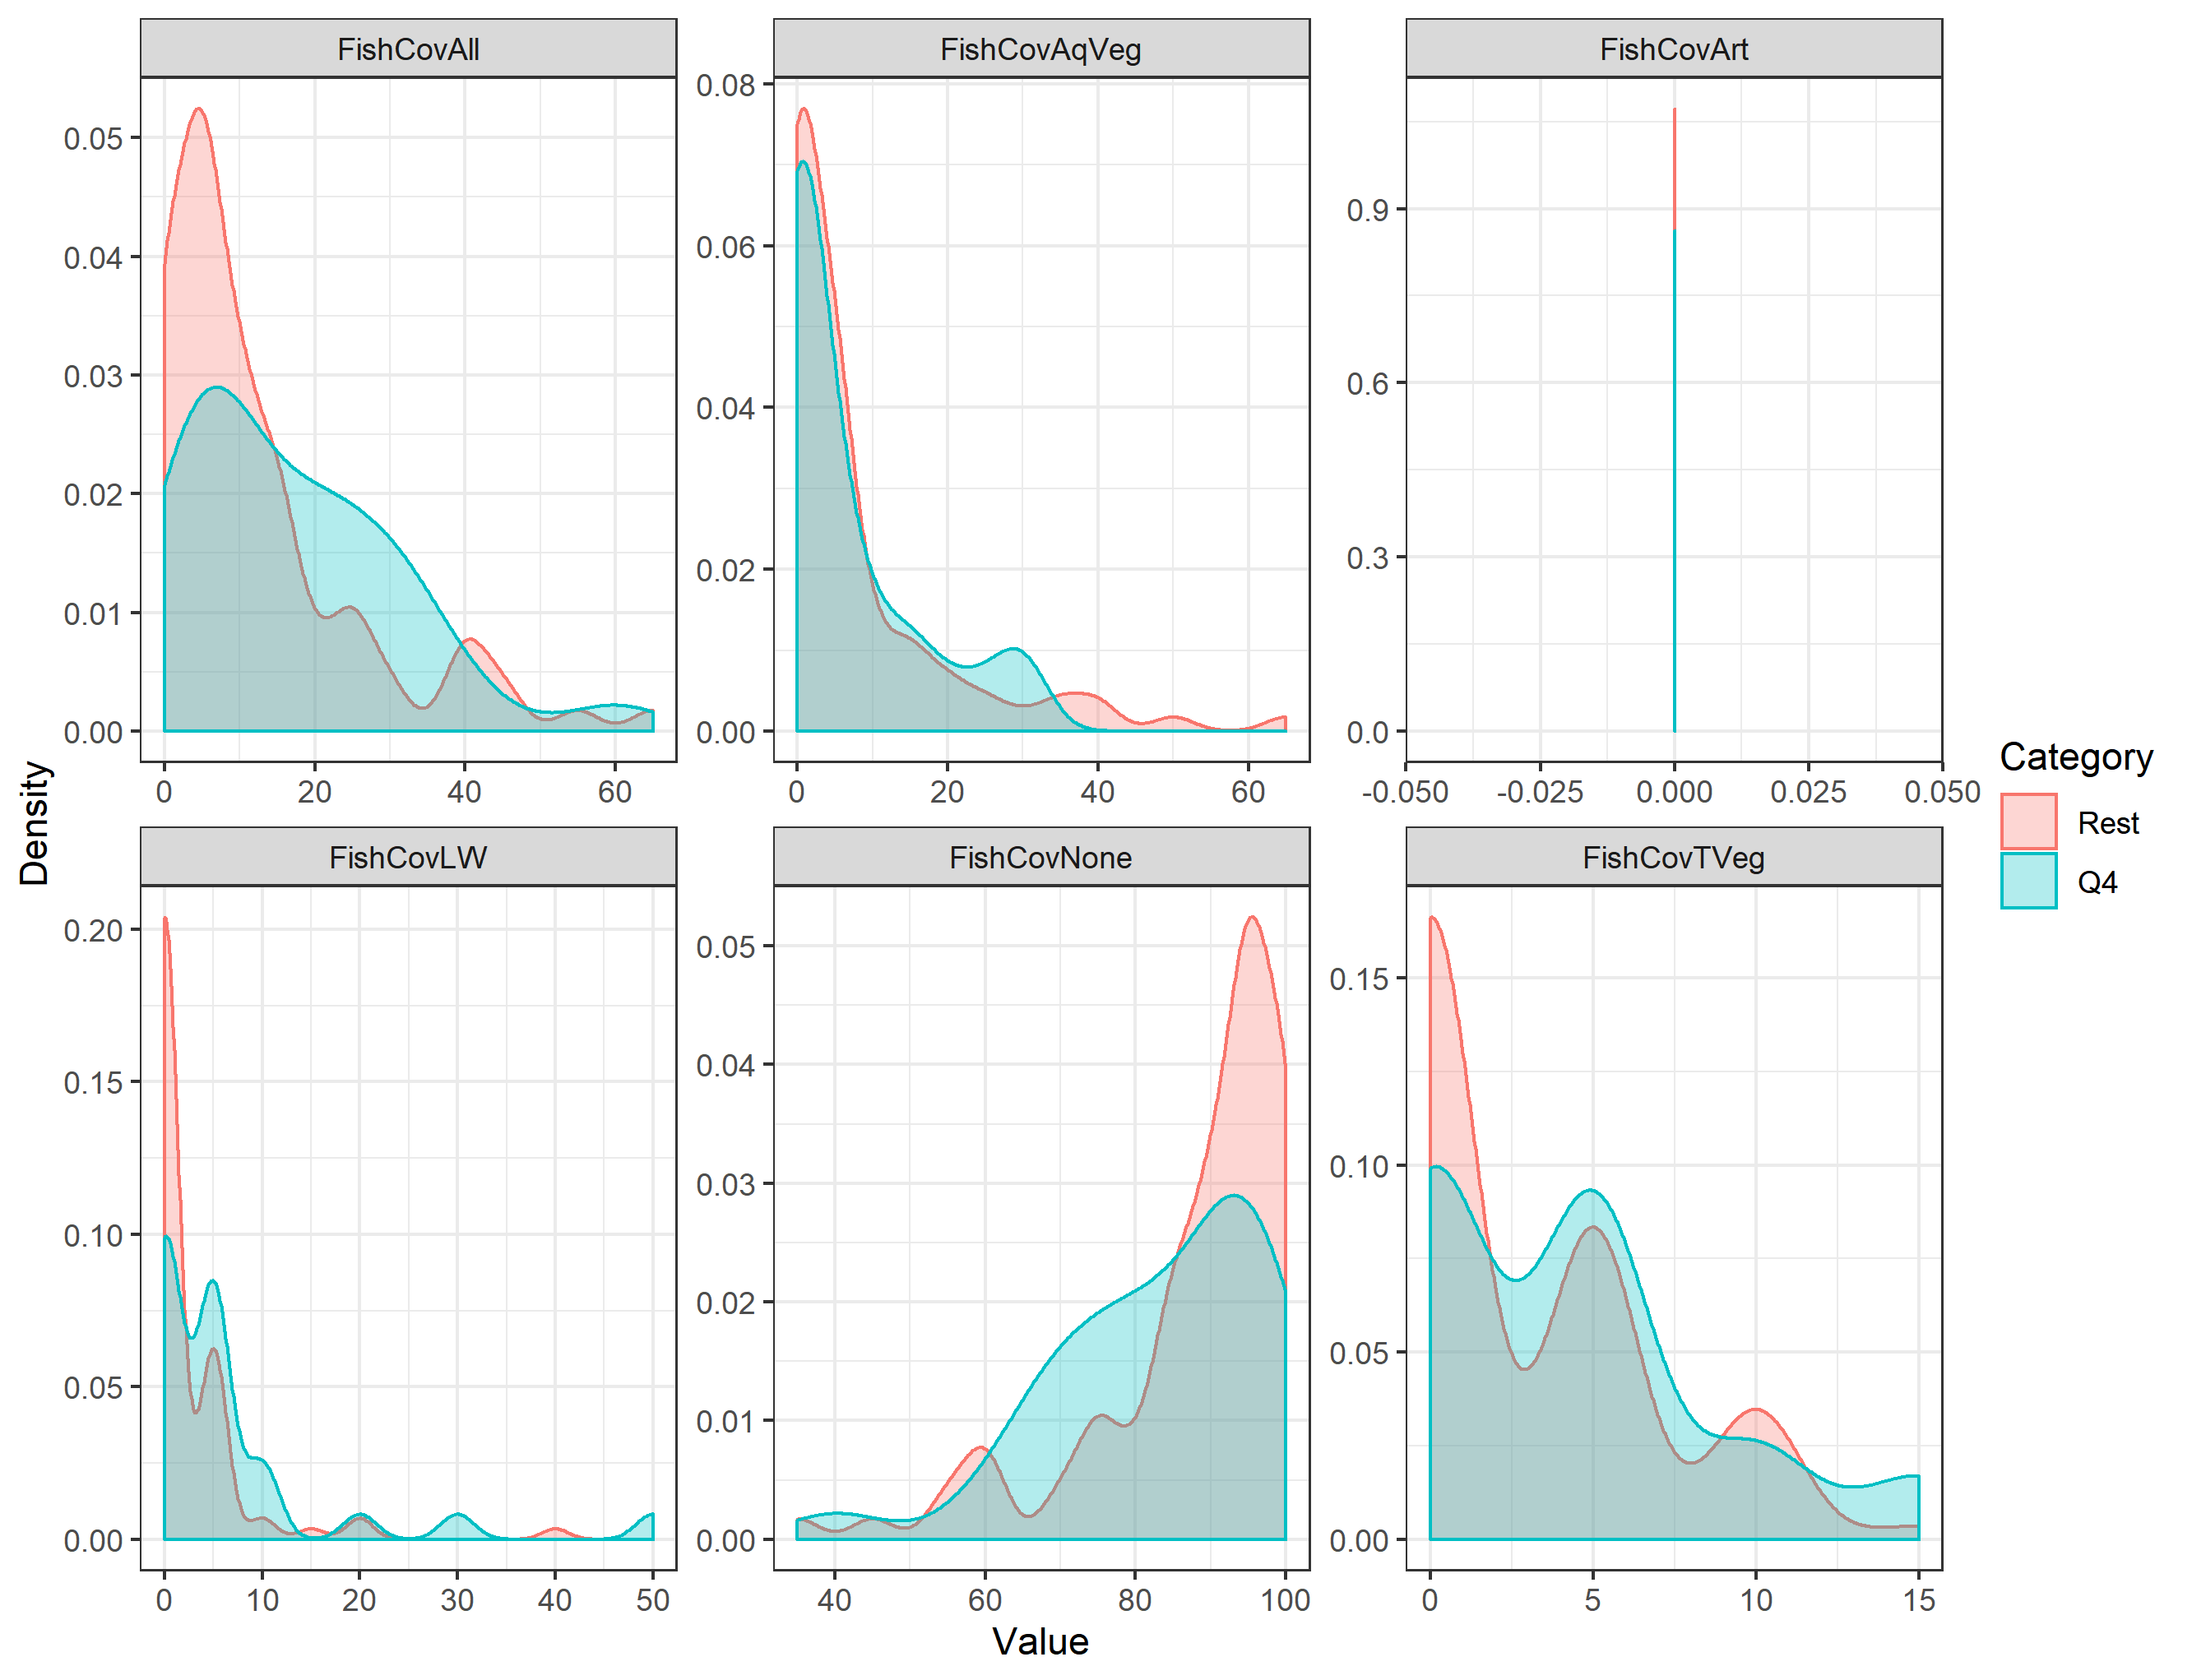 FishCovAll FishCovAqVeg FishCovArt
0.05
0.04
0.03
0.02
0.01
0.00
0 20 40 60
0.08
0.06
0.04
0.02
0.00
0 20 40 60
0.9
0.6
0.3
0.0
-0.050 -0.025 0.000 0.025 0.050
FishCovLW FishCovNone FishCovTVeg
0.20
0.15
0.10
0.05
0.00
0 10 20 30 40 50
0.05
0.04
0.03
0.02
0.01
0.00
40 60 80 100
0.15
0.10
0.05
0.00
0 5 10 15
Density
Value
Category
Rest
Q4